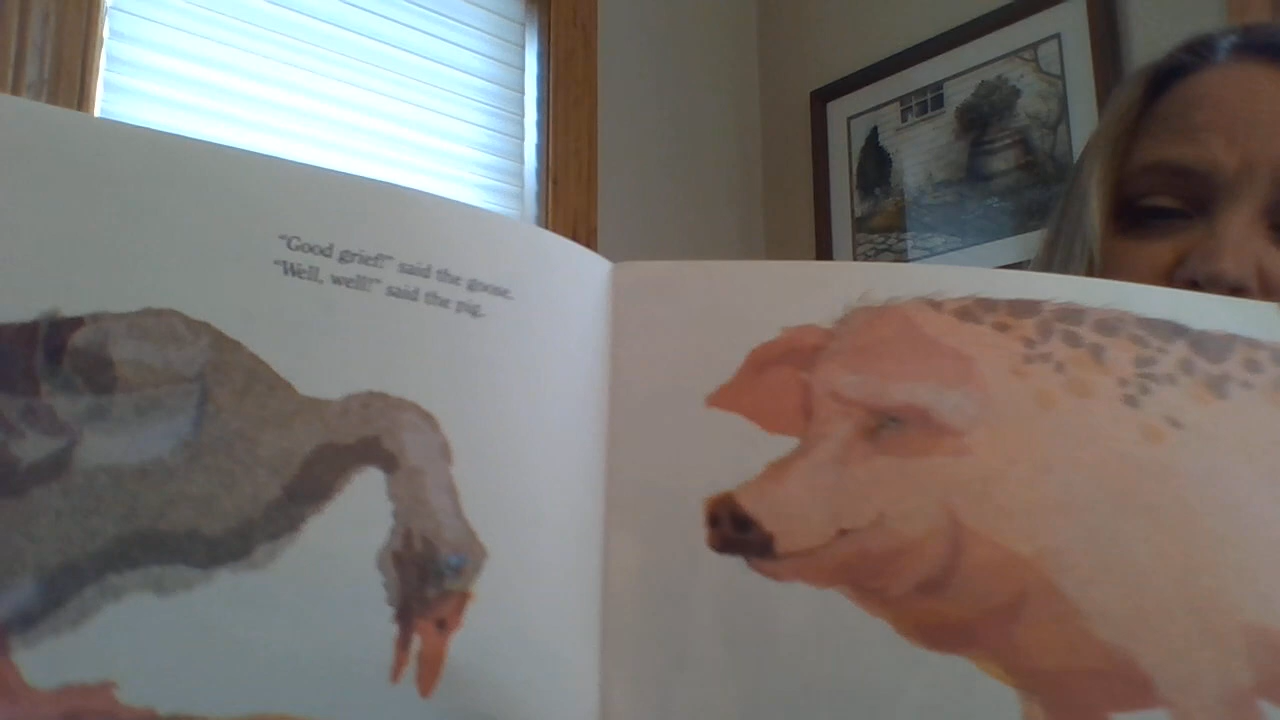 "Good grief!" said the goose.
"Well, well!" said the pig.